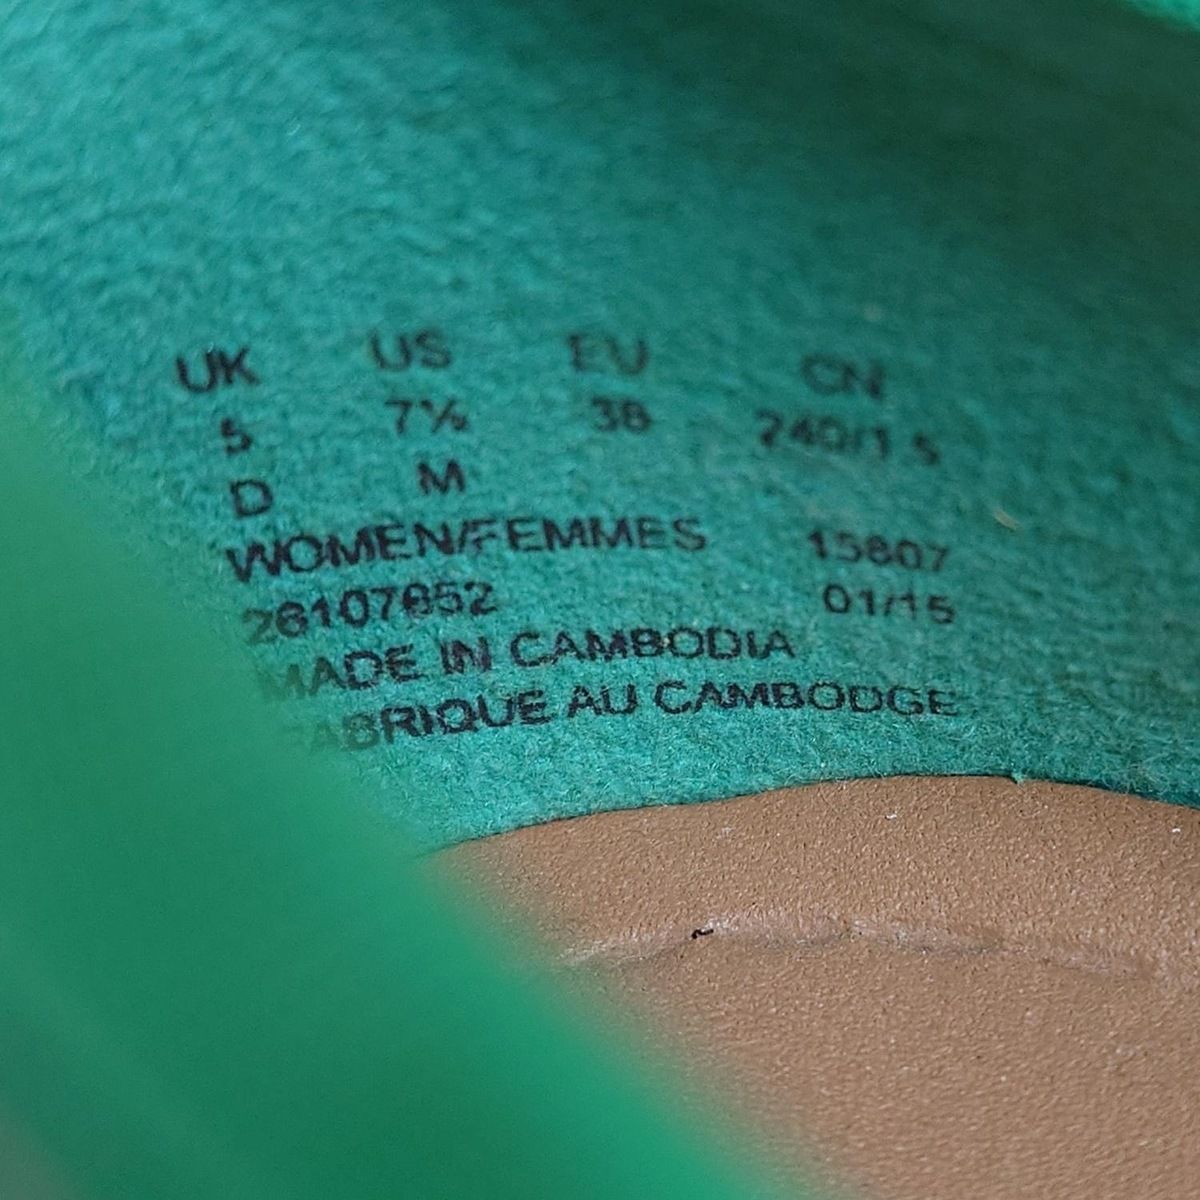 UK US EU CN
5 7½ 38 240/1.5
D M
WOMEN/FEMMES 15807
26107652 01/15
MADE IN CAMBODIA
FABRIQUE AU CAMBODGE